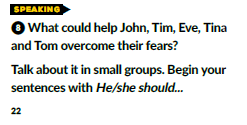 SPEAKING
8 What could help John, Tim, Eve, Tina
and Tom overcome their fears?
Talk about it in small groups. Begin your
sentences with He/she should...
22